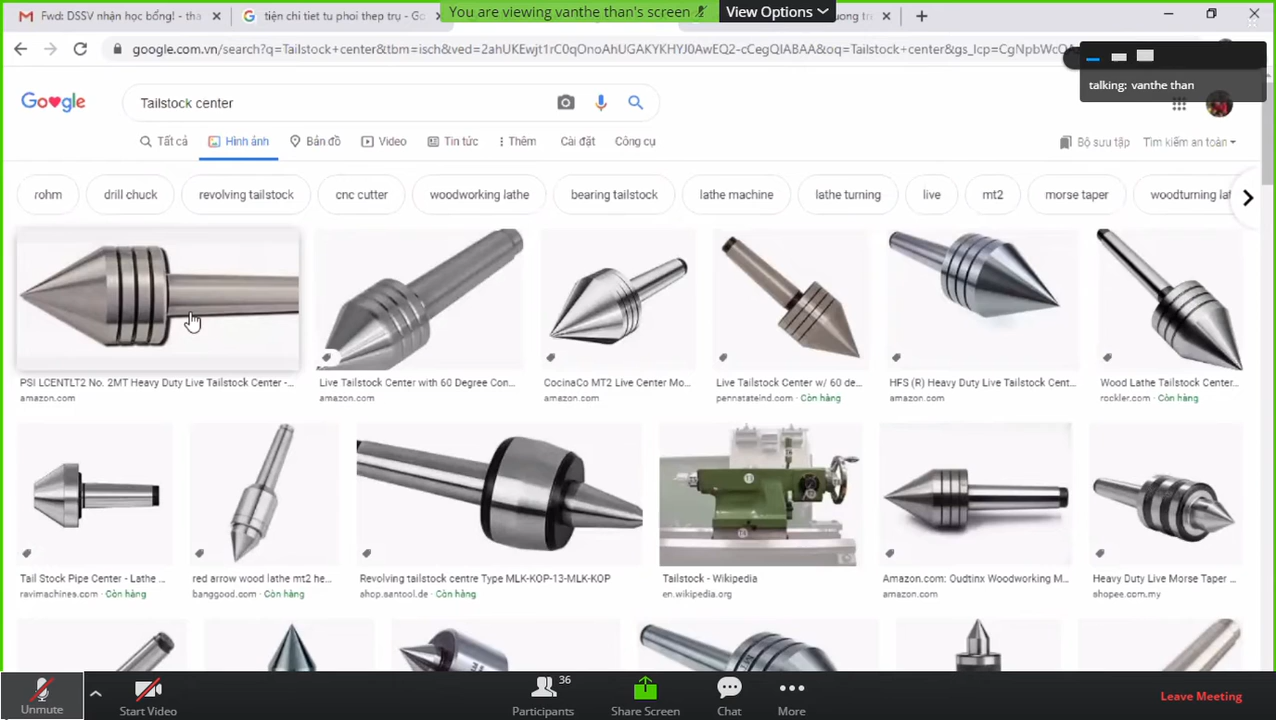 You are viewing vanthe than's screen
View Options
Fwd: DSSV nhận học bổng! - tha
tiện chi tiet tu phoi thep trụ - Go
google.com.vn/search?q=Tailstock+center&tbm=isch&ved=2ahUKEwjt1rC0qOnoAhUGAKYKHYJ0AwEQ2-cCegQIABAA&oq=Tailstock+center&gs_lcp=CgNpbWcQA
talking: vanthe than
Google
Tailstock center
Tất cả
Hình ảnh
Bản đồ
Video
Tin tức
Thêm
Cài đặt
Công cụ
Bộ sưu tập
Tìm kiếm an toàn
rohm
drill chuck
revolving tailstock
cnc cutter
woodworking lathe
bearing tailstock
lathe machine
lathe turning
live
mt2
morse taper
woodturning lat
PSI LCENTLT2 No. 2MT Heavy Duty Live Tailstock Center -...
amazon.com
Live Tailstock Center with 60 Degree Con...
amazon.com
CocinaCo MT2 Live Center Mo...
amazon.com
Live Tailstock Center w/ 60 de...
pennstateind.com · Còn hàng
HFS (R) Heavy Duty Live Tailstock Cent...
amazon.com
Wood Lathe Tailstock Center...
rockler.com · Còn hàng
Tail Stock Pipe Center - Lathe ...
ravimachines.com · Còn hàng
red arrow wood lathe mt2 he...
banggood.com · Còn hàng
Revolving tailstock centre Type MLK-KOP-13-MLK-KOP
shop.santool.de · Còn hàng
Tailstock - Wikipedia
en.wikipedia.org
Amazon.com: Oudtinx Woodworking M...
amazon.com
Heavy Duty Live Morse Taper ...
shopee.com.my
Unmute
Start Video
36
Participants
Share Screen
Chat
More
Leave Meeting